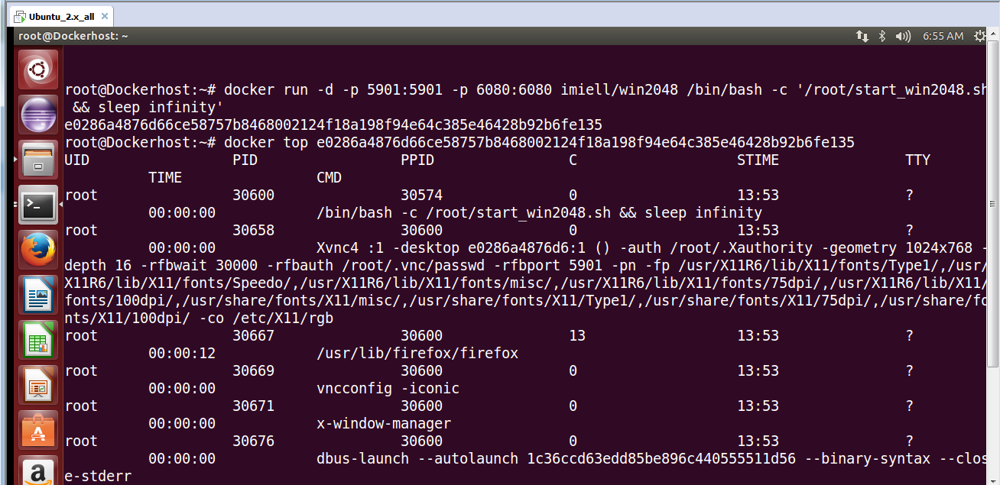 Ubuntu_2.x_all
root@Dockerhost: ~
6:55 AM
root@Dockerhost:~# docker run -d -p 5901:5901 -p 6080:6080 imiell/win2048 /bin/bash -c '/root/start_win2048.sh
 && sleep infinity'
e0286a4876d66ce58757b8468002124f18a198f94e64c385e46428b92b6fe135
root@Dockerhost:~# docker top e0286a4876d66ce58757b8468002124f18a198f94e64c385e46428b92b6fe135
UID PID PPID C STIME TTY
TIME CMD
root 30600 30574 0 13:53 ?
00:00:00 /bin/bash -c /root/start_win2048.sh && sleep infinity
root 30658 30600 0 13:53 ?
00:00:00 Xvnc4 :1 -desktop e0286a4876d6:1 () -auth /root/.Xauthority -geometry 1024x768 -
depth 16 -rfbwait 30000 -rfbauth /root/.vnc/passwd -rfbport 5901 -pn -fp /usr/X11R6/lib/X11/fonts/Type1/,/usr/
X11R6/lib/X11/fonts/Speedo/,/usr/X11R6/lib/X11/fonts/misc/,/usr/X11R6/lib/X11/fonts/75dpi/,/usr/X11R6/lib/X11/
fonts/100dpi/,/usr/share/fonts/X11/misc/,/usr/share/fonts/X11/Type1/,/usr/share/fonts/X11/75dpi/,/usr/share/fo
nts/X11/100dpi/ -co /etc/X11/rgb
root 30667 30600 13 13:53 ?
00:00:12 /usr/lib/firefox/firefox
root 30669 30600 0 13:53 ?
00:00:00 vncconfig -iconic
root 30671 30600 0 13:53 ?
00:00:00 x-window-manager
root 30676 30600 0 13:53 ?
00:00:00 dbus-launch --autolaunch 1c36ccd63edd85be896c440555511d56 --binary-syntax --clos
e-stderr